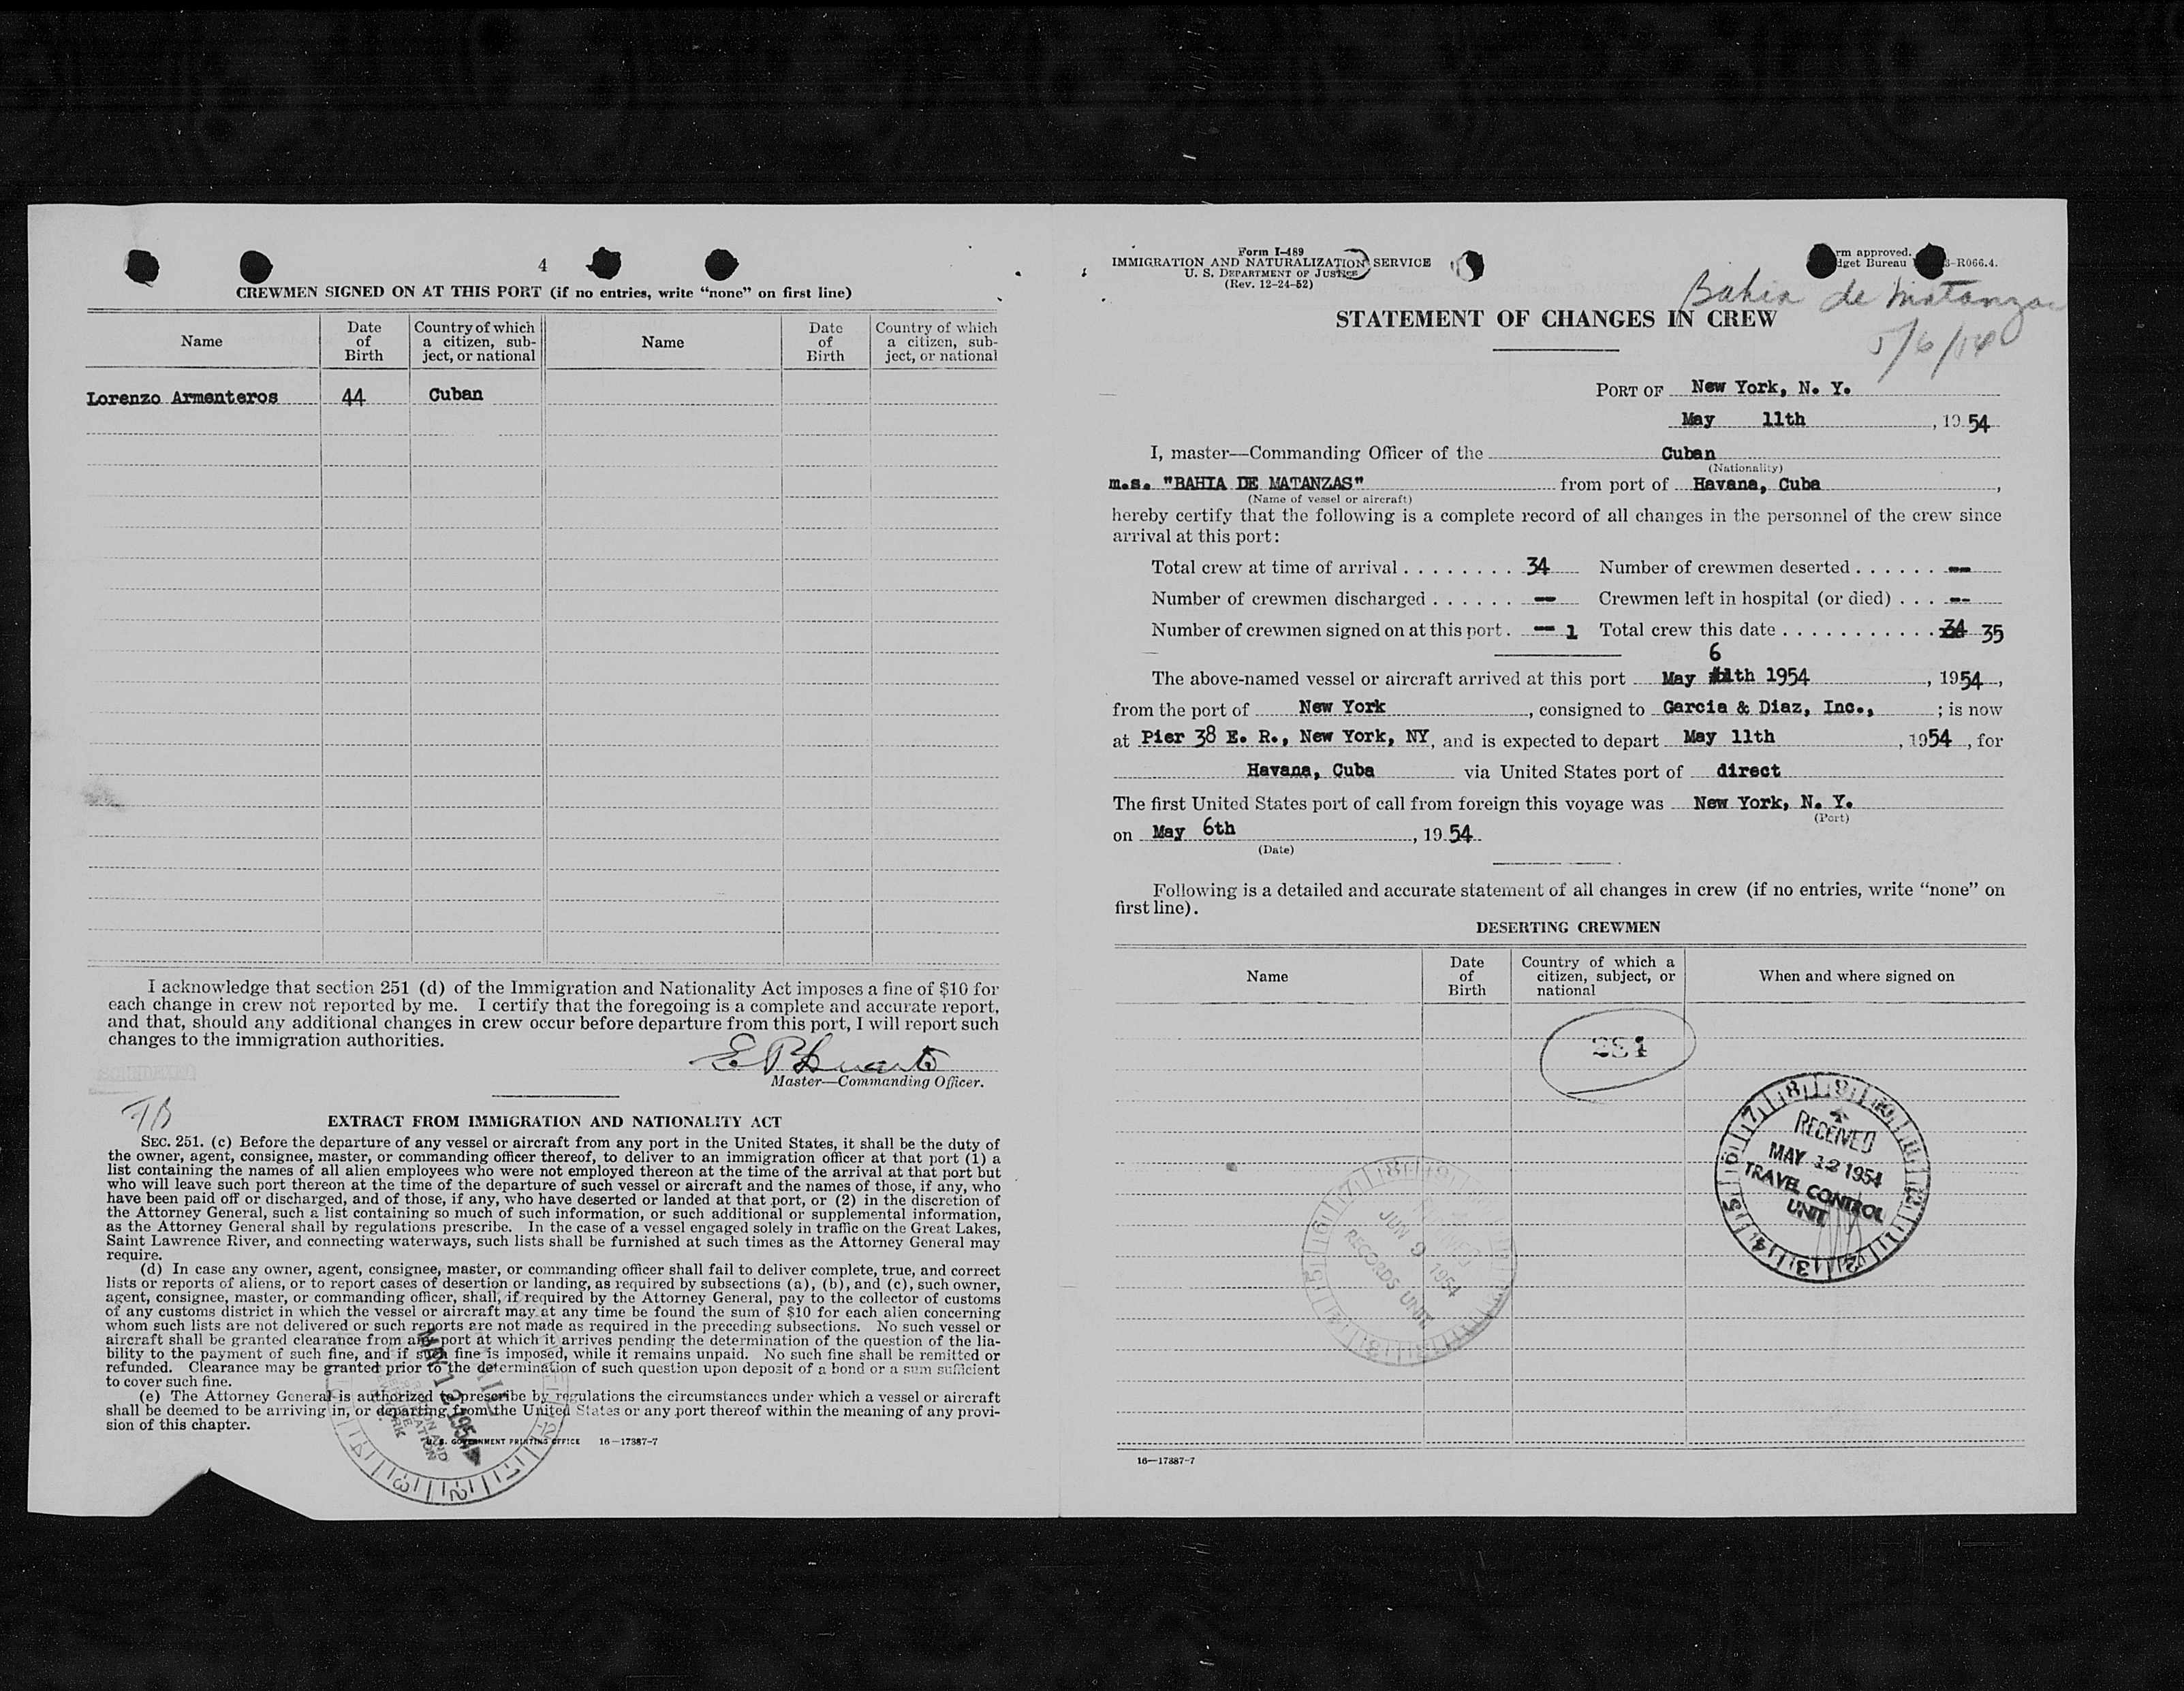 4
CREWMEN SIGNED ON AT THIS PORT (if no entries, write “none” on first line)
Name
Date of Birth
Country of which a citizen, subject, or national
Name
Date of Birth
Country of which a citizen, subject, or national
Lorenzo Armenteros 44 Cuban
I acknowledge that section 251 (d) of the Immigration and Nationality Act imposes a fine of $10 for
each change in crew not reported by me. I certify that the foregoing is a complete and accurate report,
and that, should any additional changes in crew occur before departure from this port, I will report such
changes to the immigration authorities.
Master—Commanding Officer.
EXTRACT FROM IMMIGRATION AND NATIONALITY ACT
SEC. 251. (c) Before the departure of any vessel or aircraft from any port in the United States, it shall be the duty of
the owner, agent, consignee, master, or commanding officer thereof, to deliver to an immigration officer at that port (1) a
list containing the names of all alien employees who were not employed thereon at the time of the arrival at that port but
who will leave such port thereon at the time of the departure of such vessel or aircraft and the names of those, if any, who
have been paid off or discharged, and of those, if any, who have deserted or landed at that port, or (2) in the discretion of
the Attorney General, such a list containing so much of such information, or such additional or supplemental information,
as the Attorney General shall by regulations prescribe. In the case of a vessel engaged solely in traffic on the Great Lakes,
Saint Lawrence River, and connecting waterways, such lists shall be furnished at such times as the Attorney General may
require.
(d) In case any owner, agent, consignee, master, or commanding officer shall fail to deliver complete, true, and correct
lists or reports of aliens, or to report cases of desertion or landing, as required by subsections (a), (b), and (c), such owner,
agent, consignee, master, or commanding officer, shall, if required by the Attorney General, pay to the collector of customs
of any customs district in which the vessel or aircraft may at any time be found the sum of $10 for each alien concerning
whom such lists are not delivered or such reports are not made as required in the preceding subsections. No such vessel or
aircraft shall be granted clearance from any port at which it arrives pending the determination of the question of the lia-
bility to the payment of such fine, and if such fine is imposed, while it remains unpaid. No such fine shall be remitted or
refunded. Clearance may be granted prior to the determination of such question upon deposit of a bond or a sum sufficient
to cover such fine.
(e) The Attorney General is authorized to prescribe by regulations the circumstances under which a vessel or aircraft
shall be deemed to be arriving in, or departing from the United States or any port thereof within the meaning of any provi-
sion of this chapter.
MAY 12 1954
U.S. GOVERNMENT PRINTING OFFICE 16—17387-7
Form I-489
IMMIGRATION AND NATURALIZATION SERVICE
U. S. DEPARTMENT OF JUSTICE
(Rev. 12-24-52)
rm approved.
dget Bureau -R066.4.
Bahia de Matanzas
STATEMENT OF CHANGES IN CREW
5/6/54
PORT OF New York, N. Y.
May 11th, 1954
I, master—Commanding Officer of the Cuban
(Nationality)
m.s. "BAHIA DE MATANZAS" from port of Havana, Cuba,
(Name of vessel or aircraft)
hereby certify that the following is a complete record of all changes in the personnel of the crew since
arrival at this port:
Total crew at time of arrival 34 Number of crewmen deserted --
Number of crewmen discharged -- Crewmen left in hospital (or died) --
Number of crewmen signed on at this port. -- 1 Total crew this date 34 35
6
The above-named vessel or aircraft arrived at this port May 11th 1954, 1954,
from the port of New York, consigned to Garcia & Diaz, Inc.,; is now
at Pier 38 E. R., New York, NY, and is expected to depart May 11th, 1954, for
Havana, Cuba via United States port of direct
The first United States port of call from foreign this voyage was New York, N. Y.
(Port)
on May 6th, 1954
(Date)
Following is a detailed and accurate statement of all changes in crew (if no entries, write “none” on
first line).
DESERTING CREWMEN
Name
Date of Birth
Country of which a citizen, subject, or national
When and where signed on
284
RECEIVED
MAY 12 1954
TRAVEL CONTROL
UNIT
RECEIVED
JUN 9 1954
RECORDS UNIT
16—17387-7